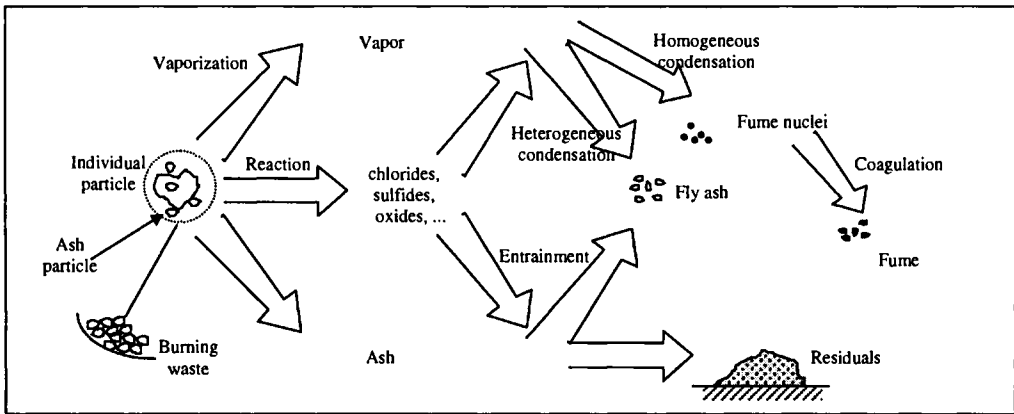 Vapor
Homogeneous
condensation
Vaporization
Heterogeneous
condensation
Fume nuclei
Coagulation
Individual
particle
Reaction
chlorides,
sulfides,
oxides, ...
Fly ash
Ash
particle
Entrainment
Fume
Burning
waste
Ash
Residuals